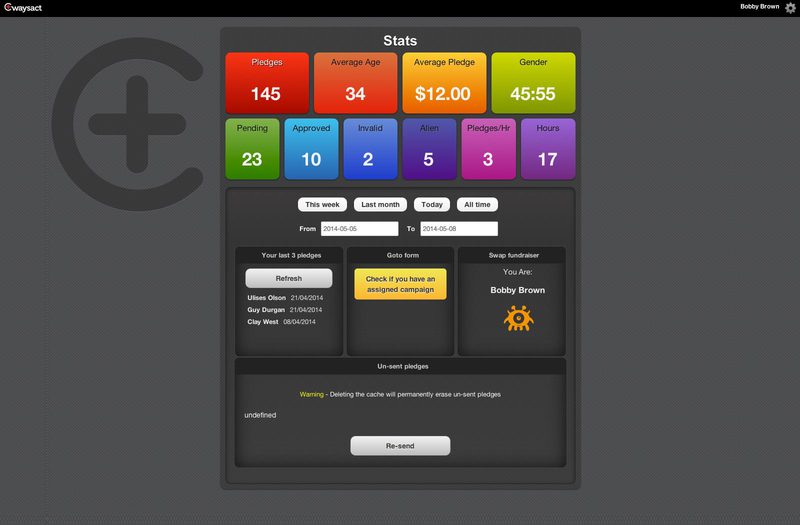 waysact
Bobby Brown
Stats
Pledges
145
Average Age
34
Average Pledge
$12.00
Gender
45:55
Pending
23
Approved
10
Invalid
2
Alien
5
Pledges/Hr
3
Hours
17
This week
Last month
Today
All time
From 2014-05-05 To 2014-05-08
Your last 3 pledges
Refresh
Ulises Olson 21/04/2014
Guy Durgan 21/04/2014
Clay West 08/04/2014
Goto form
Check if you have an
assigned campaign
Swap fundraiser
You Are:
Bobby Brown
Un-sent pledges
Warning - Deleting the cache will permanently erase un-sent pledges
undefined
Re-send